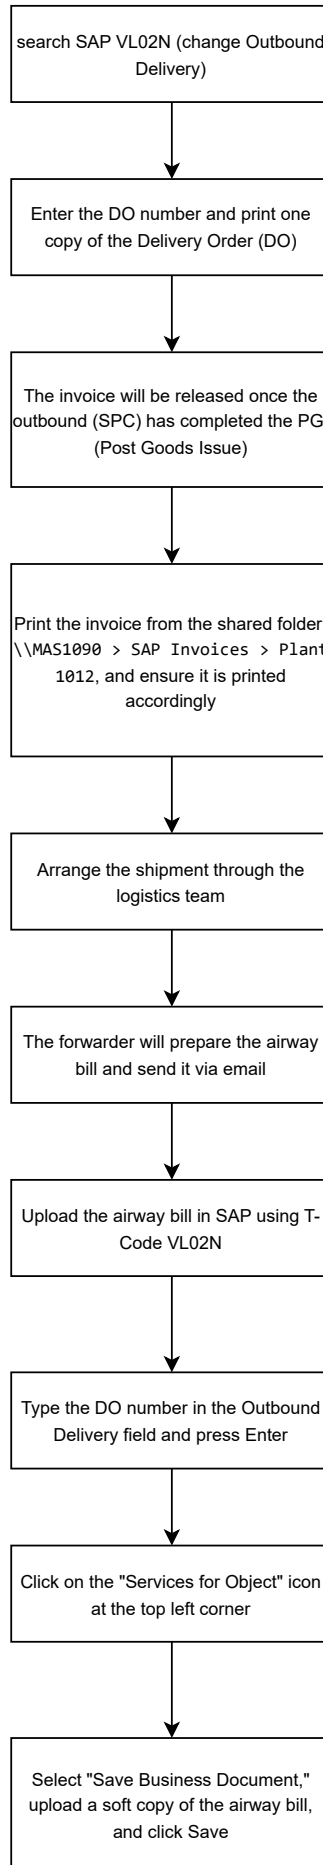 search SAP VL02N (change Outbound
Delivery)
Enter the DO number and print one
copy of the Delivery Order (DO)
The invoice will be released once the
outbound (SPC) has completed the PG
(Post Goods Issue)
Print the invoice from the shared folder
\\MAS1090 > SAP Invoices > Plant
1012, and ensure it is printed
accordingly
Arrange the shipment through the
logistics team
The forwarder will prepare the airway
bill and send it via email
Upload the airway bill in SAP using T-
Code VL02N
Type the DO number in the Outbound
Delivery field and press Enter
Click on the "Services for Object" icon
at the top left corner
Select "Save Business Document,"
upload a soft copy of the airway bill,
and click Save